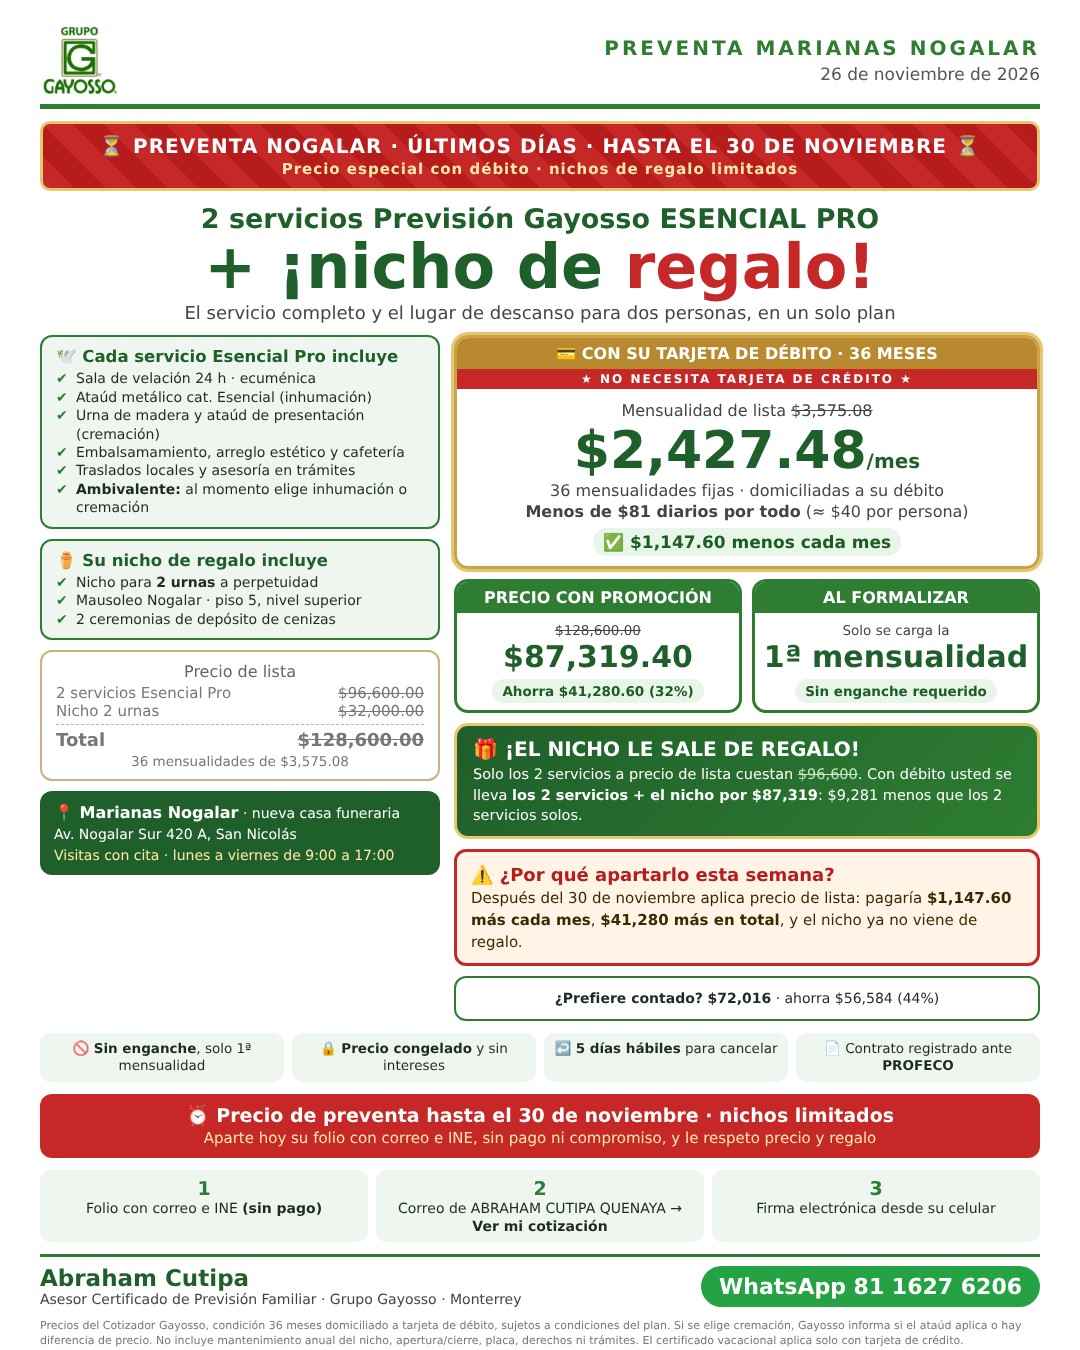 GRUPO
GAYOSSO
PREVENTA MARIANAS NOGALAR
26 de noviembre de 2026
⏳ PREVENTA NOGALAR · ÚLTIMOS DÍAS · HASTA EL 30 DE NOVIEMBRE ⏳
Precio especial con débito · nichos de regalo limitados
2 servicios Previsión Gayosso ESENCIAL PRO
+ ¡nicho de regalo!
El servicio completo y el lugar de descanso para dos personas, en un solo plan
🕊️ Cada servicio Esencial Pro incluye
✔ Sala de velación 24 h · ecuménica
✔ Ataúd metálico cat. Esencial (inhumación)
✔ Urna de madera y ataúd de presentación
(cremación)
✔ Embalsamamiento, arreglo estético y cafetería
✔ Traslados locales y asesoría en trámites
✔ Ambivalente: al momento elige inhumación o
cremación
⚱️ Su nicho de regalo incluye
✔ Nicho para 2 urnas a perpetuidad
✔ Mausoleo Nogalar · piso 5, nivel superior
✔ 2 ceremonias de depósito de cenizas
Precio de lista
2 servicios Esencial Pro $96,600.00
Nicho 2 urnas $32,000.00
Total $128,600.00
36 mensualidades de $3,575.08
📍 Marianas Nogalar · nueva casa funeraria
Av. Nogalar Sur 420 A, San Nicolás
Visitas con cita · lunes a viernes de 9:00 a 17:00
💳 CON SU TARJETA DE DÉBITO · 36 MESES
★ NO NECESITA TARJETA DE CRÉDITO ★
Mensualidad de lista $3,575.08
$2,427.48/mes
36 mensualidades fijas · domiciliadas a su débito
Menos de $81 diarios por todo (≈ $40 por persona)
✅ $1,147.60 menos cada mes
PRECIO CON PROMOCIÓN
$128,600.00
$87,319.40
Ahorra $41,280.60 (32%)
AL FORMALIZAR
Solo se carga la
1ª mensualidad
Sin enganche requerido
🎁 ¡EL NICHO LE SALE DE REGALO!
Solo los 2 servicios a precio de lista cuestan $96,600. Con débito usted se
lleva los 2 servicios + el nicho por $87,319: $9,281 menos que los 2
servicios solos.
⚠️ ¿Por qué apartarlo esta semana?
Después del 30 de noviembre aplica precio de lista: pagaría $1,147.60
más cada mes, $41,280 más en total, y el nicho ya no viene de
regalo.
¿Prefiere contado? $72,016 · ahorra $56,584 (44%)
🚫 Sin enganche, solo 1ª
mensualidad
🔒 Precio congelado y sin
intereses
↩️ 5 días hábiles para cancelar
📄 Contrato registrado ante
PROFECO
⏰ Precio de preventa hasta el 30 de noviembre · nichos limitados
Aparte hoy su folio con correo e INE, sin pago ni compromiso, y le respeto precio y regalo
1
Folio con correo e INE (sin pago)
2
Correo de ABRAHAM CUTIPA QUENAYA →
Ver mi cotización
3
Firma electrónica desde su celular
Abraham Cutipa
Asesor Certificado de Previsión Familiar · Grupo Gayosso · Monterrey
WhatsApp 81 1627 6206
Precios del Cotizador Gayosso, condición 36 meses domiciliado a tarjeta de débito, sujetos a condiciones del plan. Si se elige cremación, Gayosso informa si el ataúd aplica o hay
diferencia de precio. No incluye mantenimiento anual del nicho, apertura/cierre, placa, derechos ni trámites. El certificado vacacional aplica solo con tarjeta de crédito.